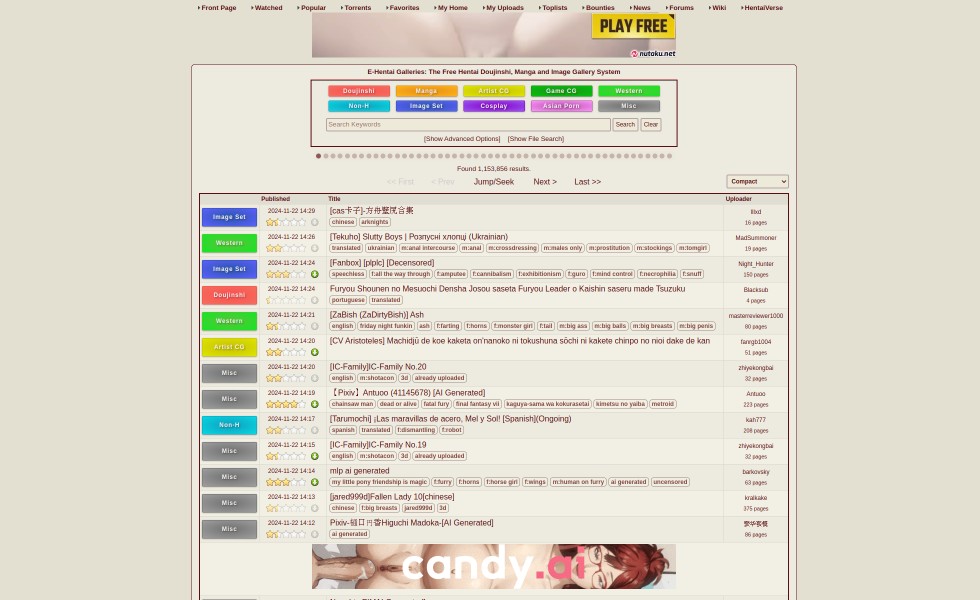 Front Page Watched Popular Torrents Favorites My Home My Uploads Toplists Bounties News Forums Wiki HentaiVerse
PLAY FREE
nutaku.net
E-Hentai Galleries: The Free Hentai Doujinshi, Manga and Image Gallery System
Doujinshi Manga Artist CG Game CG Western
Non-H Image Set Cosplay Asian Porn Misc
Search Keywords Search Clear
[Show Advanced Options] [Show File Search]
Found 1,153,856 results.
<< First < Prev Jump/Seek Next > Last >> Compact
Published Title Uploader
Image Set 2024-11-22 14:29 [cas卡子]-方舟壁尻合集 lilxd
chinese arknights 16 pages
Western 2024-11-22 14:26 [Tekuho] Slutty Boys | Розпусні хлопці (Ukrainian) MadSummoner
translated ukrainian m:anal intercourse m:anal m:crossdressing m:males only m:prostitution m:stockings m:tomgirl 19 pages
Image Set 2024-11-22 14:24 [Fanbox] [plplc] [Decensored] Night_Hunter
speechless f:all the way through f:amputee f:cannibalism f:exhibitionism f:guro f:mind control f:necrophilia f:snuff 150 pages
Doujinshi 2024-11-22 14:24 Furyou Shounen no Mesuochi Densha Josou saseta Furyou Leader o Kaishin saseru made Tsuzuku Blacksub
portuguese translated 4 pages
Western 2024-11-22 14:21 [ZaBish (ZaDirtyBish)] Ash masterreviewer1000
english friday night funkin ash f:farting f:horns f:monster girl f:tail m:big ass m:big balls m:big breasts m:big penis 80 pages
Artist CG 2024-11-22 14:20 [CV Aristoteles] Machidjū de koe kaketa on'nanoko ni tokushuna sōchi ni kakete chinpo no nioi dake de kan fanrgb1004
51 pages
Misc 2024-11-22 14:20 [IC-Family]IC-Family No.20 zhiyekongbai
english m:shotacon 3d already uploaded 32 pages
Misc 2024-11-22 14:19 【Pixiv】Antuoo (41145678) [AI Generated] Antuoo
chainsaw man dead or alive fatal fury final fantasy vii kaguya-sama wa kokurasetai kimetsu no yaiba metroid 223 pages
Non-H 2024-11-22 14:17 [Tarumochi] ¡Las maravillas de acero, Mel y Sol! [Spanish](Ongoing) kah777
spanish translated f:dismantling f:robot 208 pages
Misc 2024-11-22 14:15 [IC-Family]IC-Family No.19 zhiyekongbai
english m:shotacon 3d already uploaded 32 pages
Misc 2024-11-22 14:14 mlp ai generated barkovsky
my little pony friendship is magic f:furry f:horns f:horse girl f:wings m:human on furry ai generated uncensored 63 pages
Misc 2024-11-22 14:13 [jared999d]Fallen Lady 10[chinese] kraikake
chinese f:big breasts jared999d 3d 375 pages
Misc 2024-11-22 14:12 Pixiv-樋口円香Higuchi Madoka-[AI Generated]
ai generated 86 pages
candy.ai